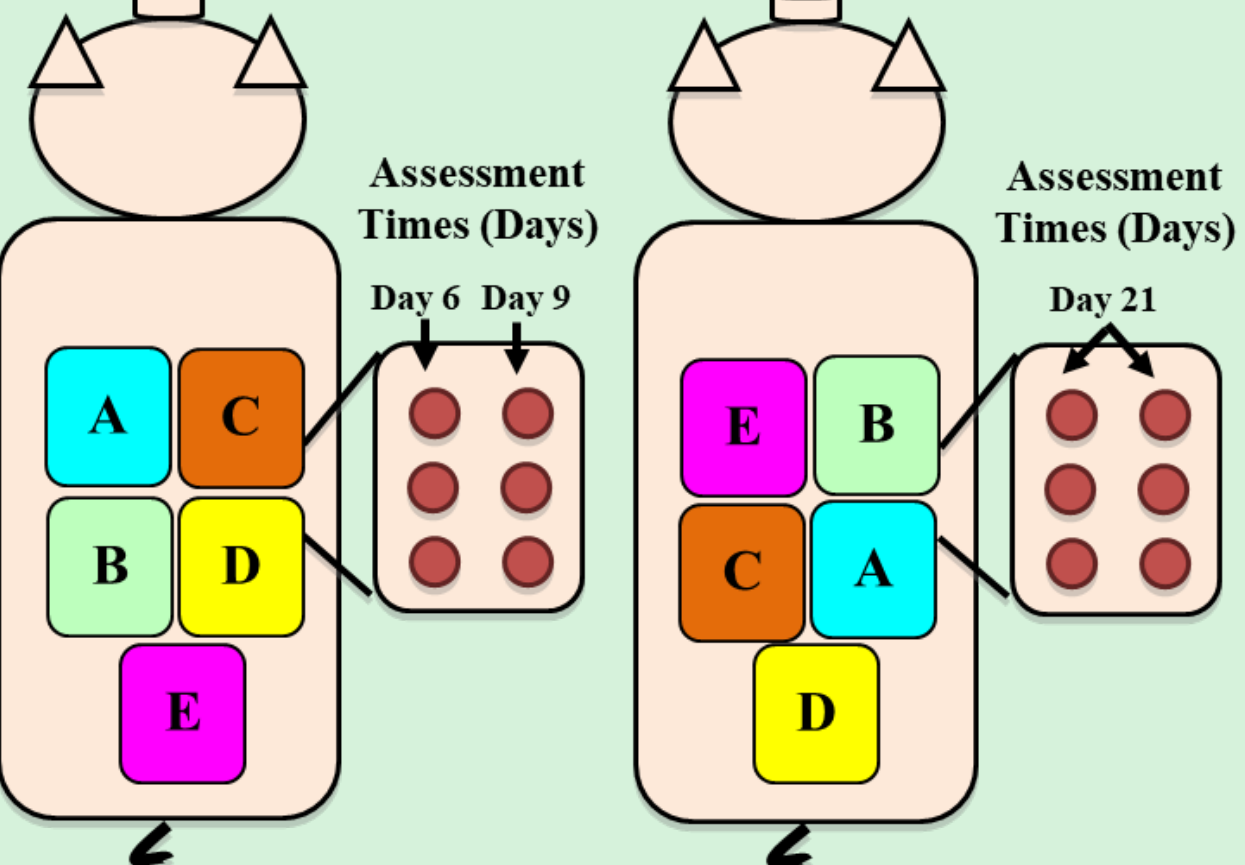 Assessment
Times (Days)
Day 6 Day 9
A C
B D
E
Assessment
Times (Days)
Day 21
E B
C A
D